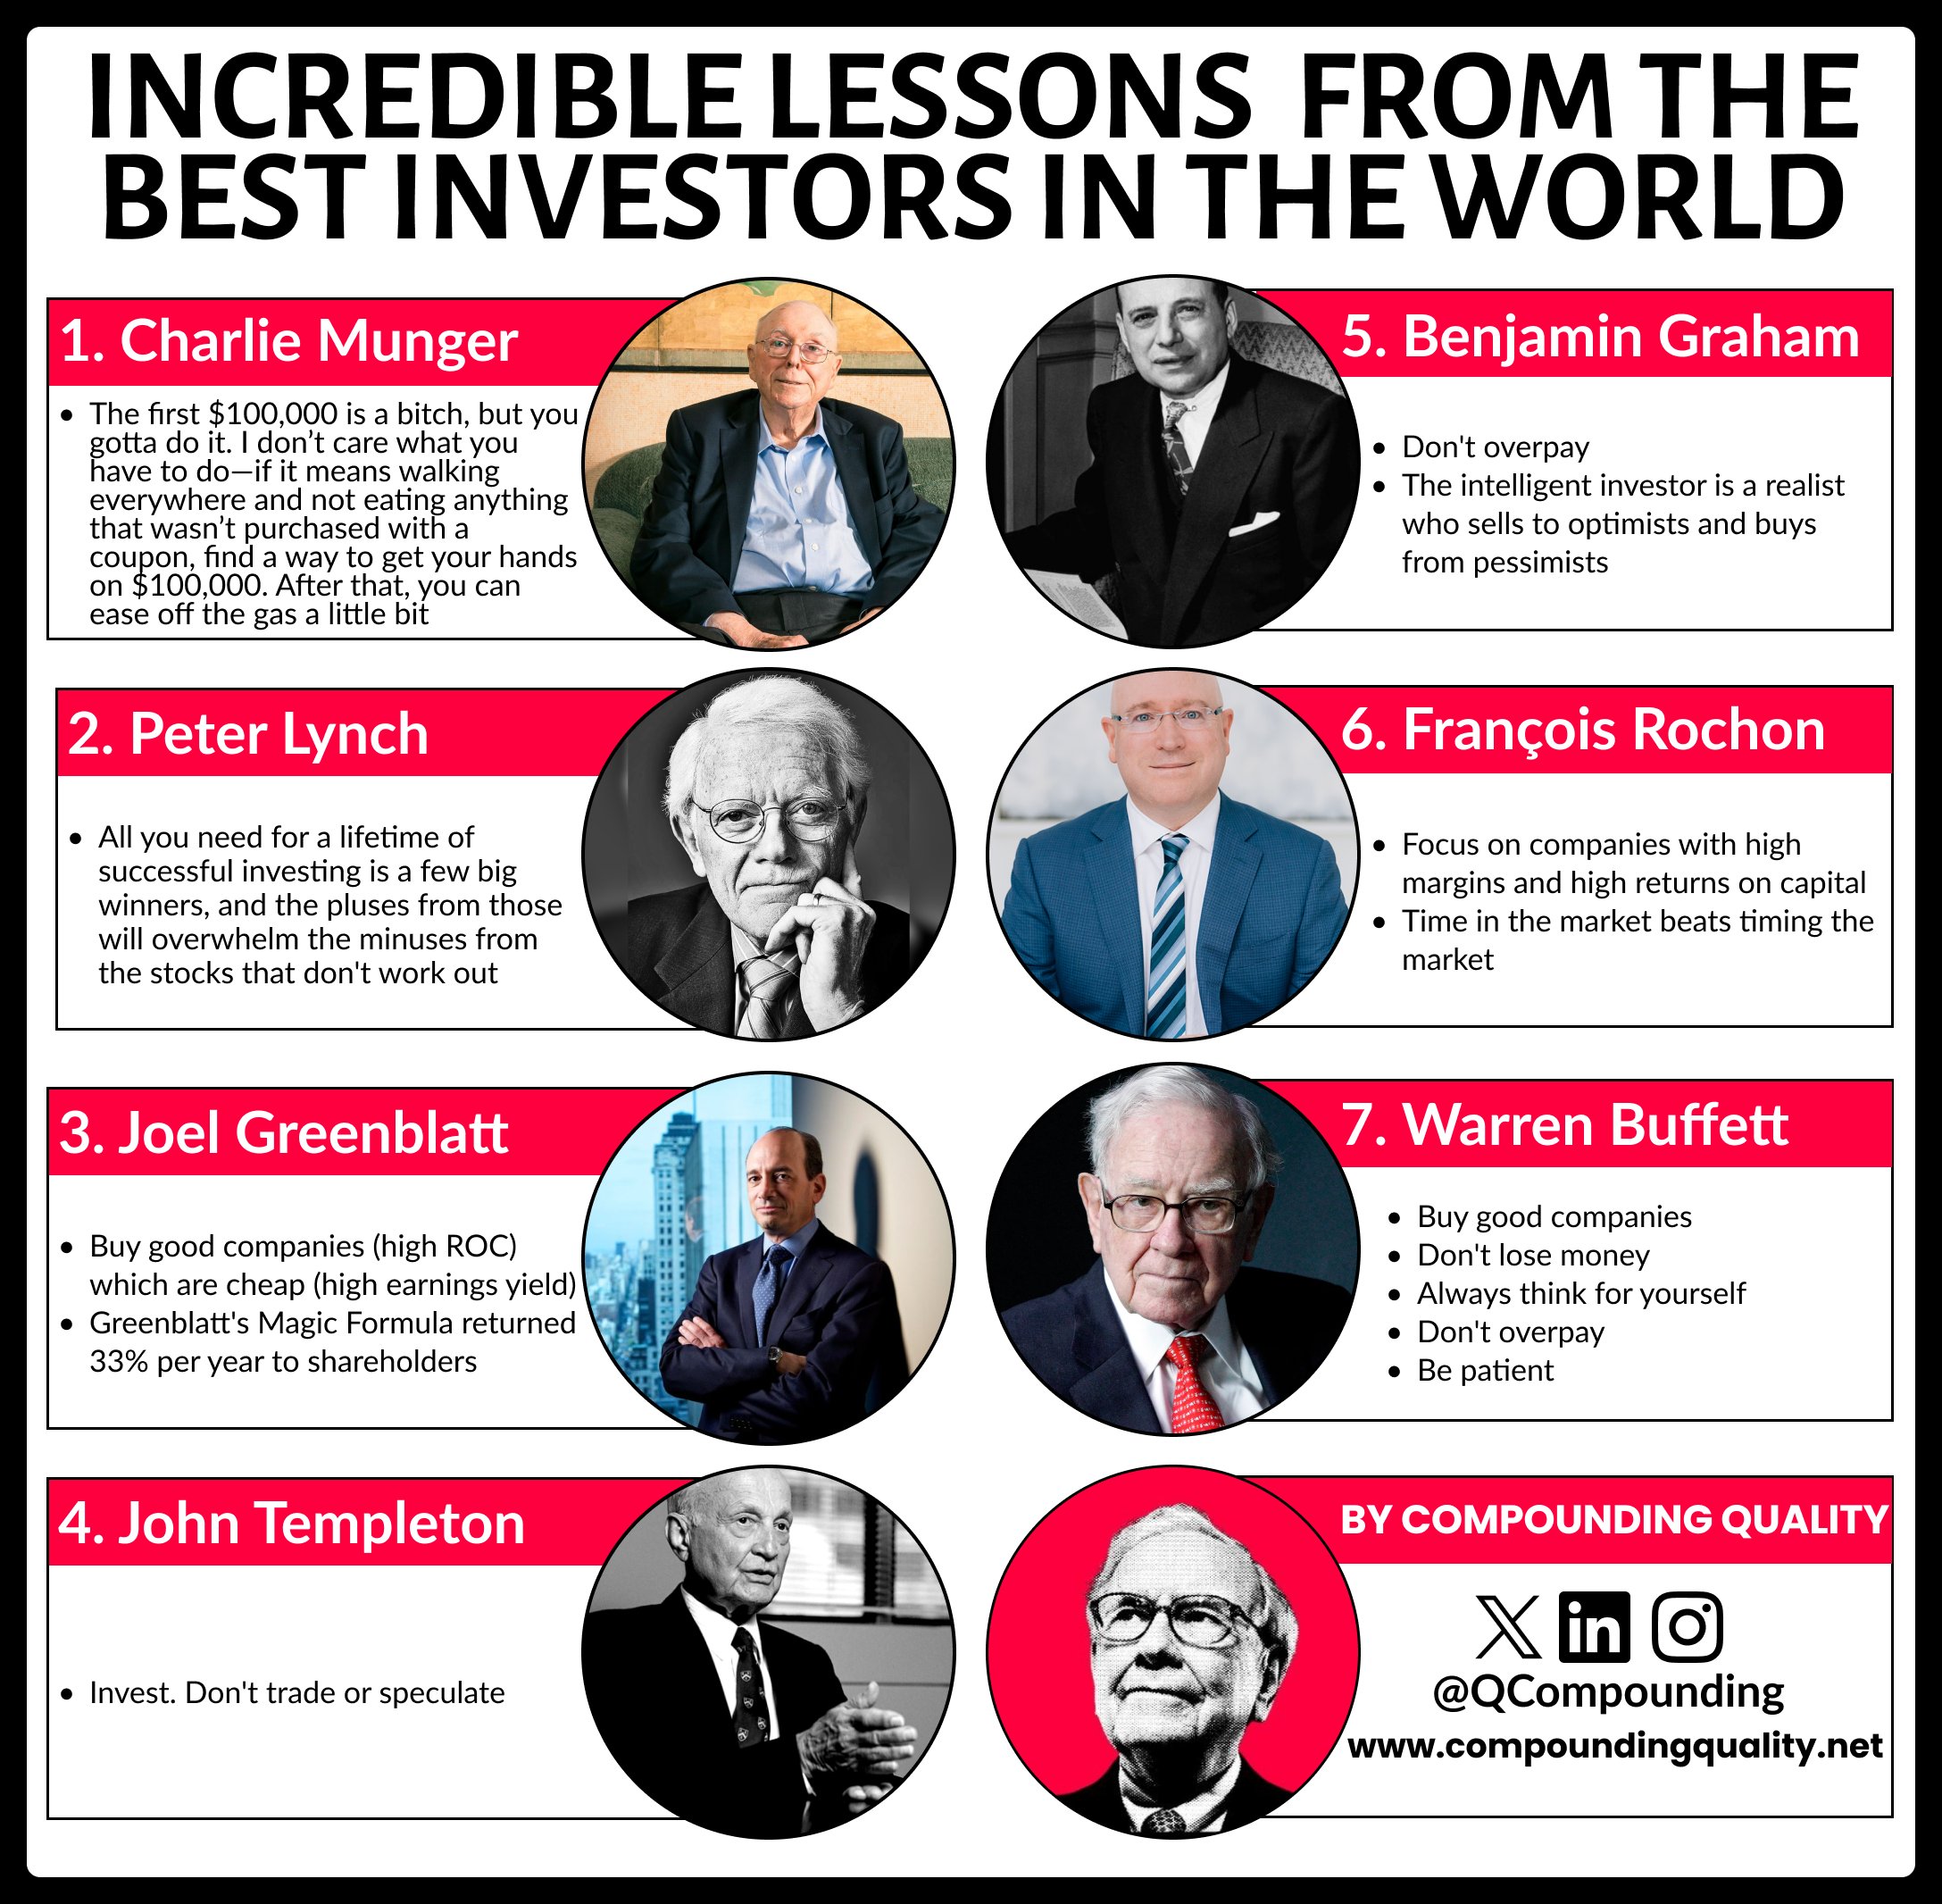 INCREDIBLE LESSONS FROM THE
BEST INVESTORS IN THE WORLD
1. Charlie Munger
• The first $100,000 is a bitch, but you
gotta do it. I don’t care what you
have to do—if it means walking
everywhere and not eating anything
that wasn’t purchased with a
coupon, find a way to get your hands
on $100,000. After that, you can
ease off the gas a little bit
2. Peter Lynch
• All you need for a lifetime of
successful investing is a few big
winners, and the pluses from those
will overwhelm the minuses from
the stocks that don't work out
3. Joel Greenblatt
• Buy good companies (high ROC)
which are cheap (high earnings yield)
• Greenblatt's Magic Formula returned
33% per year to shareholders
4. John Templeton
• Invest. Don't trade or speculate
5. Benjamin Graham
• Don't overpay
• The intelligent investor is a realist
who sells to optimists and buys
from pessimists
6. François Rochon
• Focus on companies with high
margins and high returns on capital
• Time in the market beats timing the
market
7. Warren Buffett
• Buy good companies
• Don't lose money
• Always think for yourself
• Don't overpay
• Be patient
BY COMPOUNDING QUALITY
@QCompounding
www.compoundingquality.net